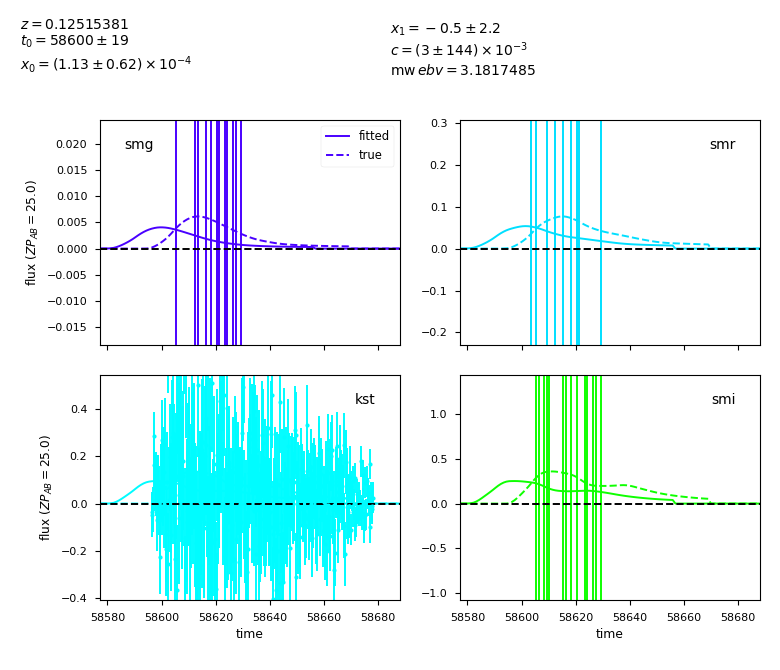 z = 0.12515381
t₀ = 58600 ± 19
x₀ = (1.13 ± 0.62) × 10⁻⁴
x₁ = −0.5 ± 2.2
c = (3 ± 144) × 10⁻³
mw ebv = 3.1817485
smg
fitted
true
0.020
0.015
0.010
0.005
0.000
−0.005
−0.010
−0.015
flux (ZP_AB = 25.0)
smr
0.3
0.2
0.1
0.0
−0.1
−0.2
kst
0.4
0.2
0.0
−0.2
−0.4
flux (ZP_AB = 25.0)
58580 58600 58620 58640 58660 58680
time
smi
1.0
0.5
0.0
−0.5
−1.0
58580 58600 58620 58640 58660 58680
time